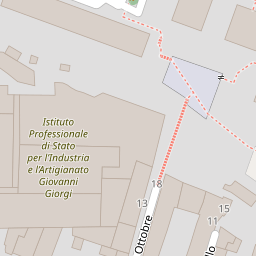 Istituto
Professionale
di Stato
per l'Industria
e l'Artigianato
Giovanni
Giorgi
18
13
15
11
Ottobre